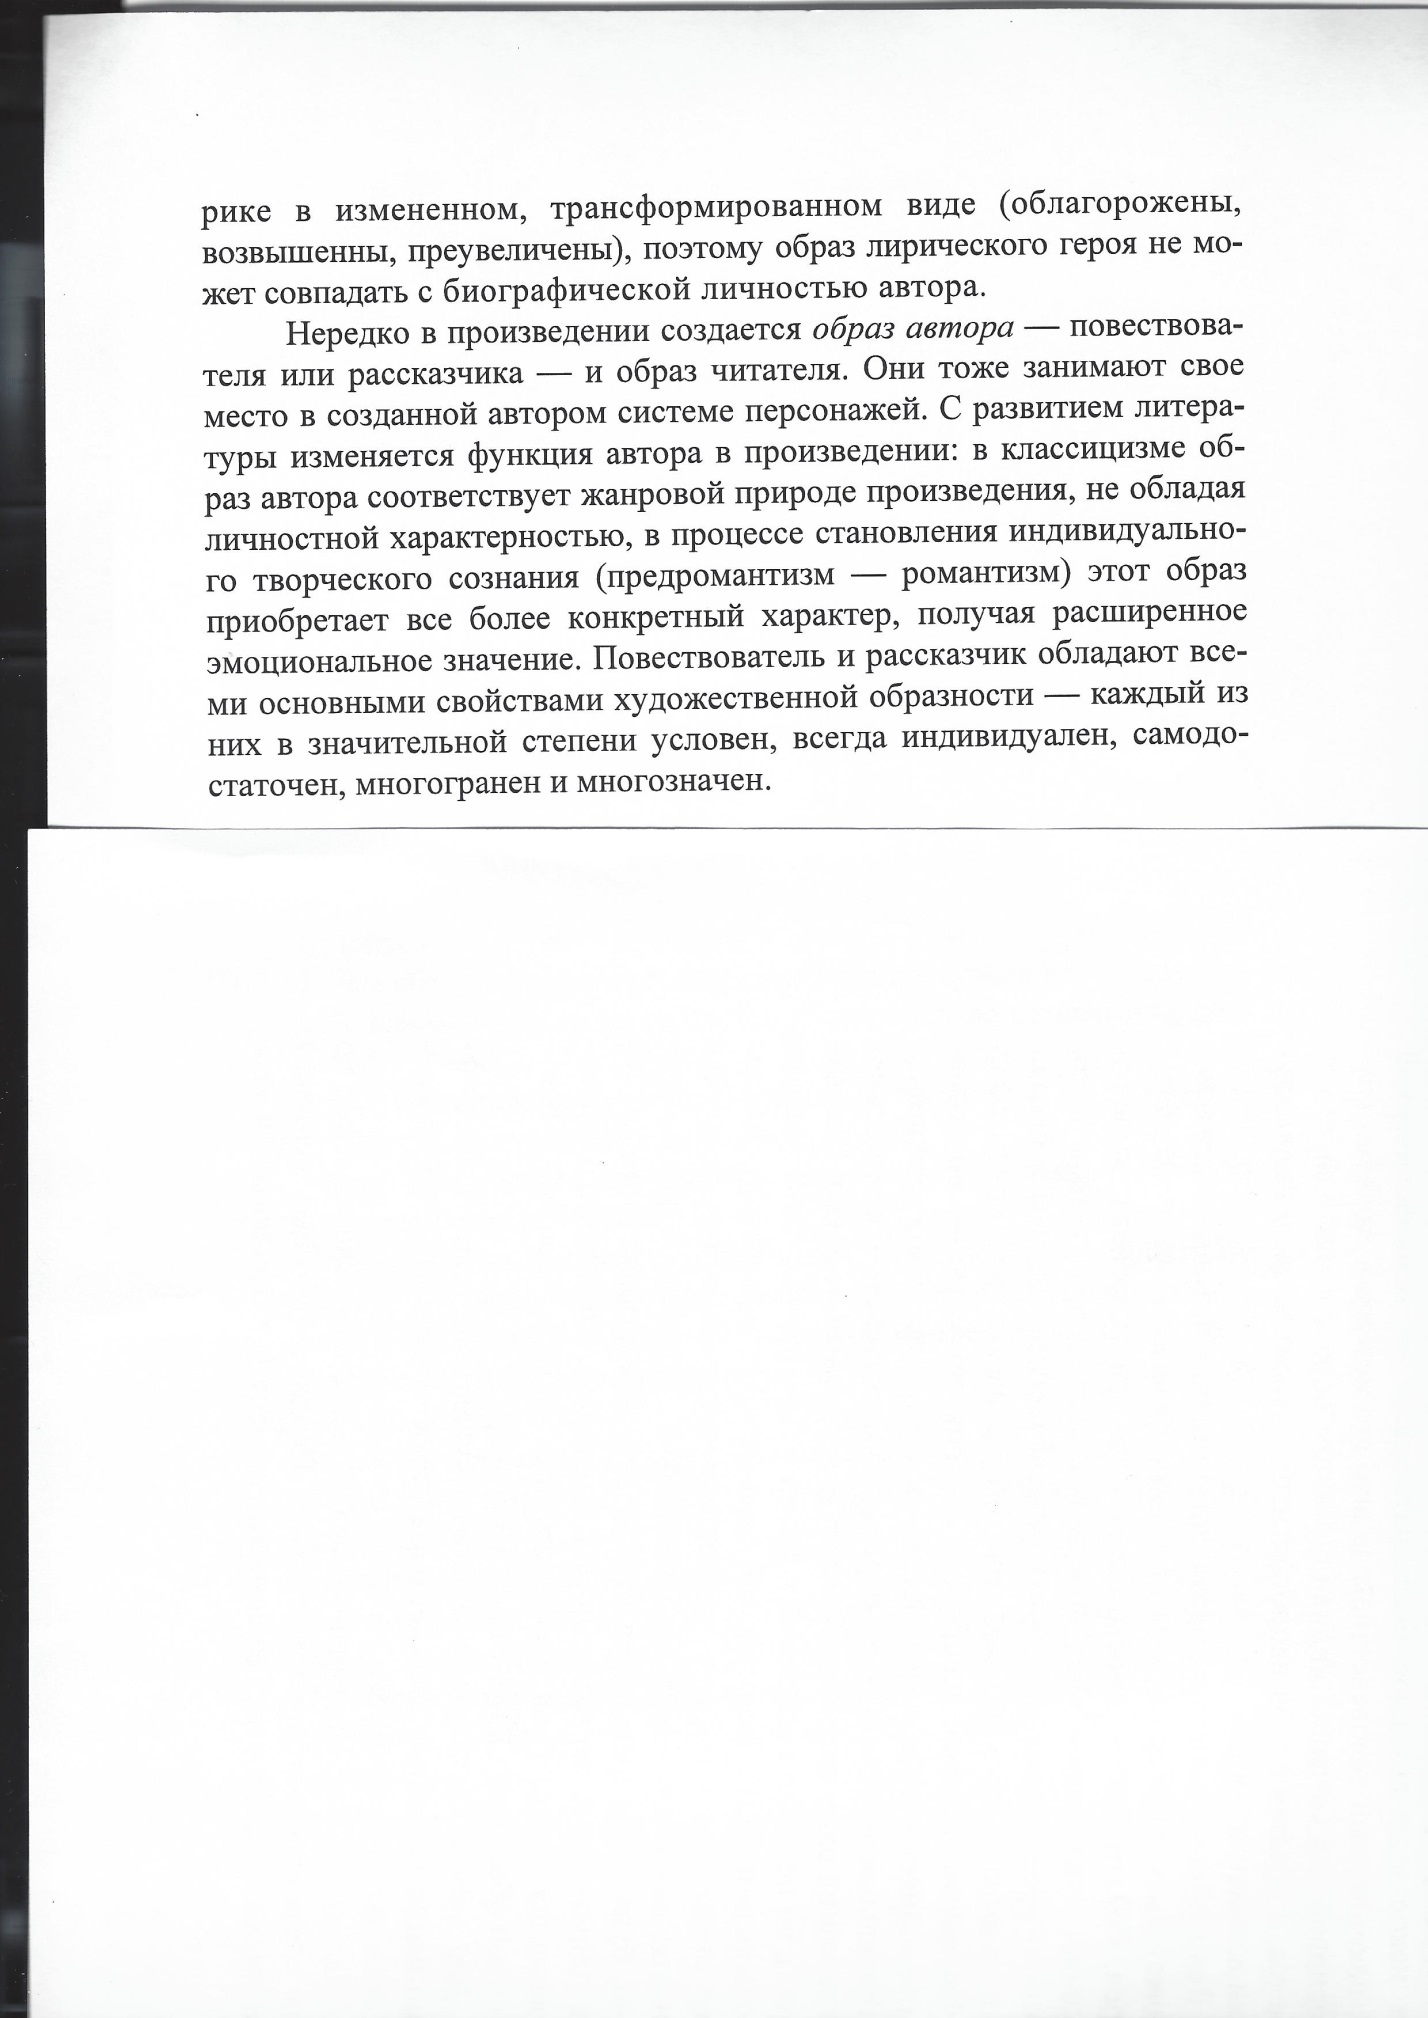 рике в измененном, трансформированном виде (облагорожены,
возвышенны, преувеличены), поэтому образ лирического героя не мо-
жет совпадать с биографической личностью автора.
Нередко в произведении создается образ автора — повествова-
теля или рассказчика — и образ читателя. Они тоже занимают свое
место в созданной автором системе персонажей. С развитием литера-
туры изменяется функция автора в произведении: в классицизме об-
раз автора соответствует жанровой природе произведения, не обладая
личностной характерностью, в процессе становления индивидуально-
го творческого сознания (предромантизм — романтизм) этот образ
приобретает все более конкретный характер, получая расширенное
эмоциональное значение. Повествователь и рассказчик обладают все-
ми основными свойствами художественной образности — каждый из
них в значительной степени условен, всегда индивидуален, самодо-
статочен, многогранен и многозначен.